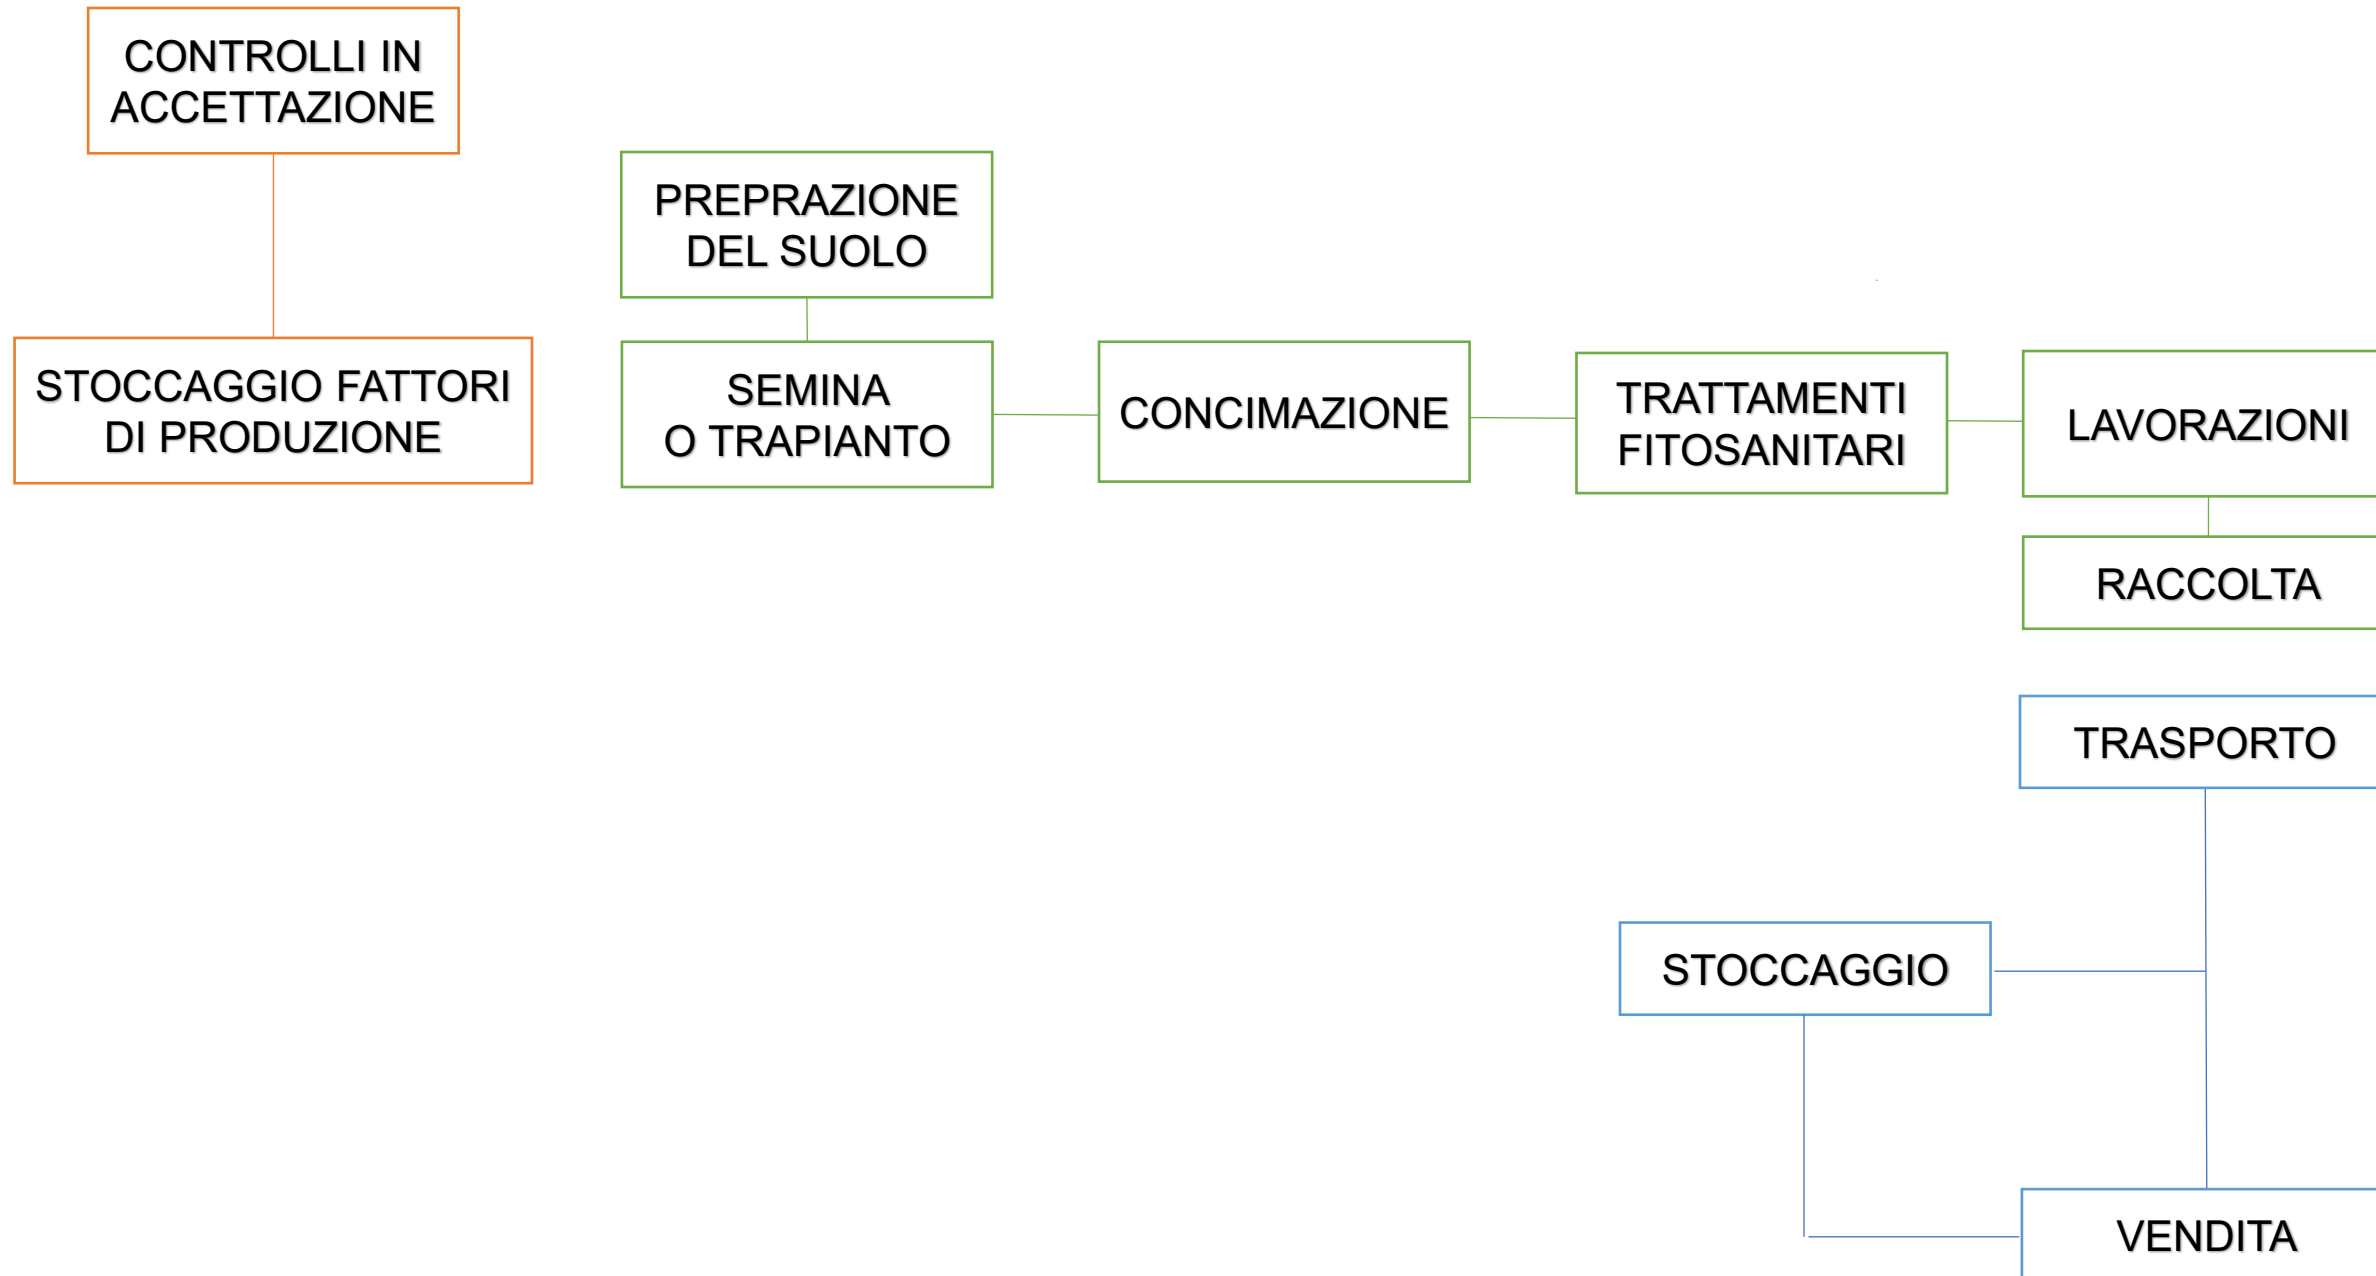 CONTROLLI IN
ACCETTAZIONE
PREPRAZIONE
DEL SUOLO
STOCCAGGIO FATTORI
DI PRODUZIONE
SEMINA
O TRAPIANTO
CONCIMAZIONE
TRATTAMENTI
FITOSANITARI
LAVORAZIONI
RACCOLTA
TRASPORTO
STOCCAGGIO
VENDITA